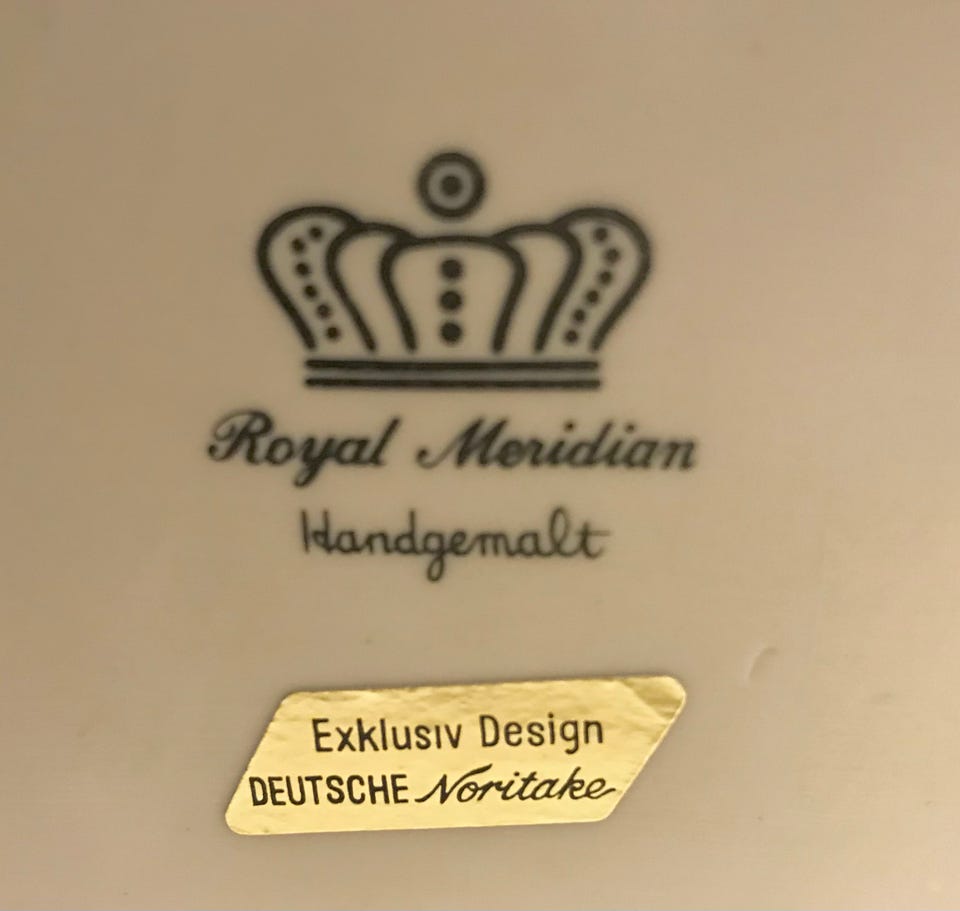 Royal Meridian
Handgemalt
Exklusiv Design
DEUTSCHE Noritake